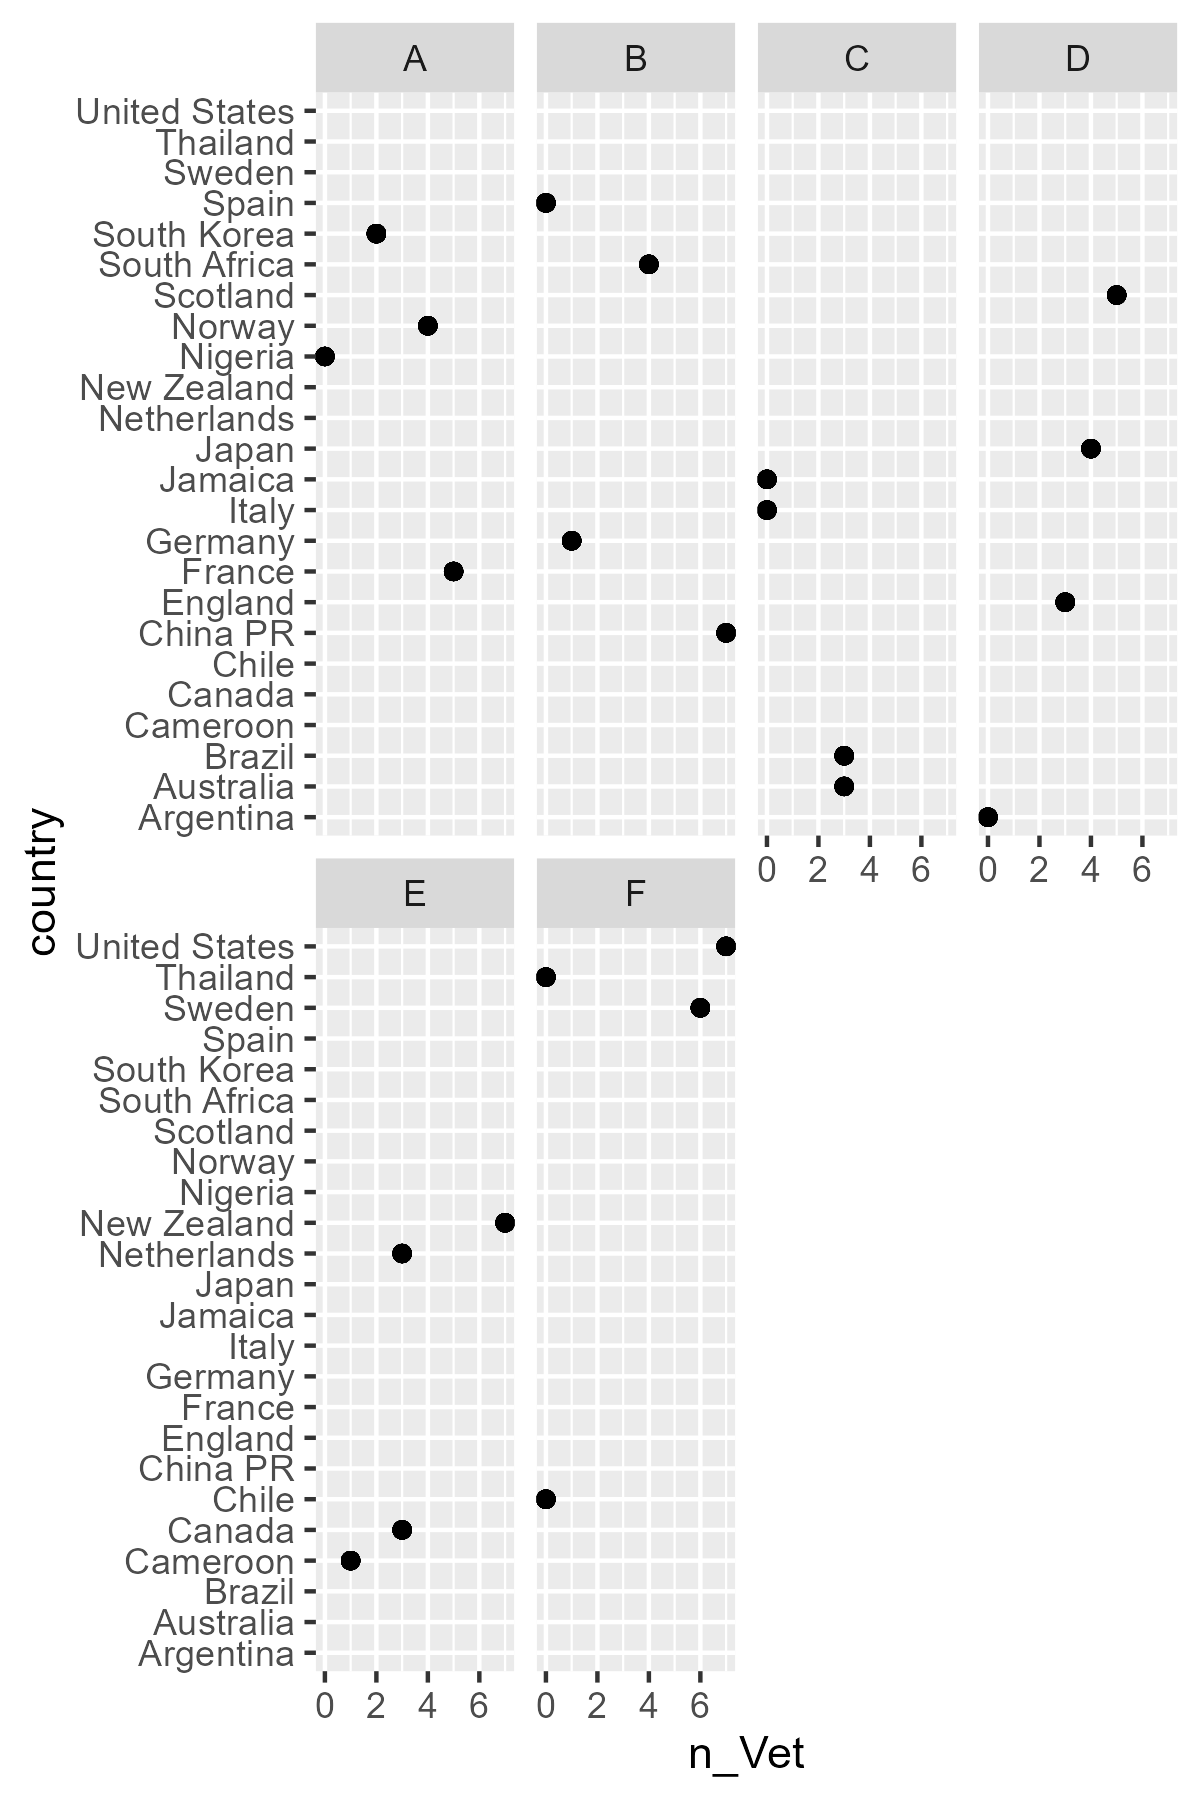 A B C D
United States
Thailand
Sweden
Spain
South Korea
South Africa
Scotland
Norway
Nigeria
New Zealand
Netherlands
Japan
Jamaica
Italy
Germany
France
England
China PR
Chile
Canada
Cameroon
Brazil
Australia
Argentina
0 2 4 6 0 2 4 6
country
E F
United States
Thailand
Sweden
Spain
South Korea
South Africa
Scotland
Norway
Nigeria
New Zealand
Netherlands
Japan
Jamaica
Italy
Germany
France
England
China PR
Chile
Canada
Cameroon
Brazil
Australia
Argentina
0 2 4 6 0 2 4 6
n_Vet